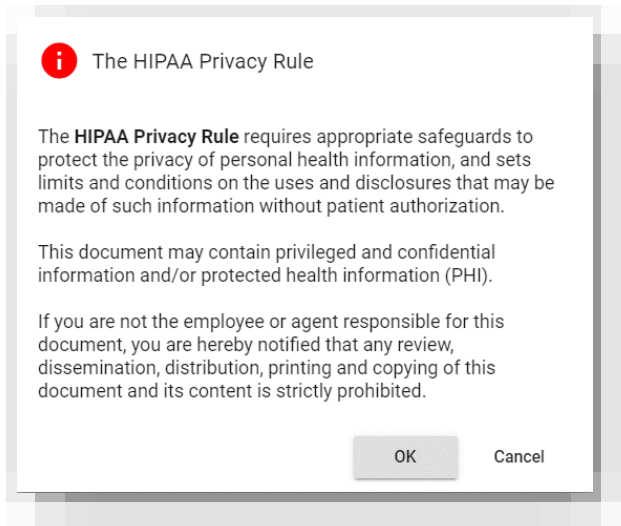 The HIPAA Privacy Rule
The HIPAA Privacy Rule requires appropriate safeguards to
protect the privacy of personal health information, and sets
limits and conditions on the uses and disclosures that may be
made of such information without patient authorization.
This document may contain privileged and confidential
information and/or protected health information (PHI).
If you are not the employee or agent responsible for this
document, you are hereby notified that any review,
dissemination, distribution, printing and copying of this
document and its content is strictly prohibited.
OK Cancel